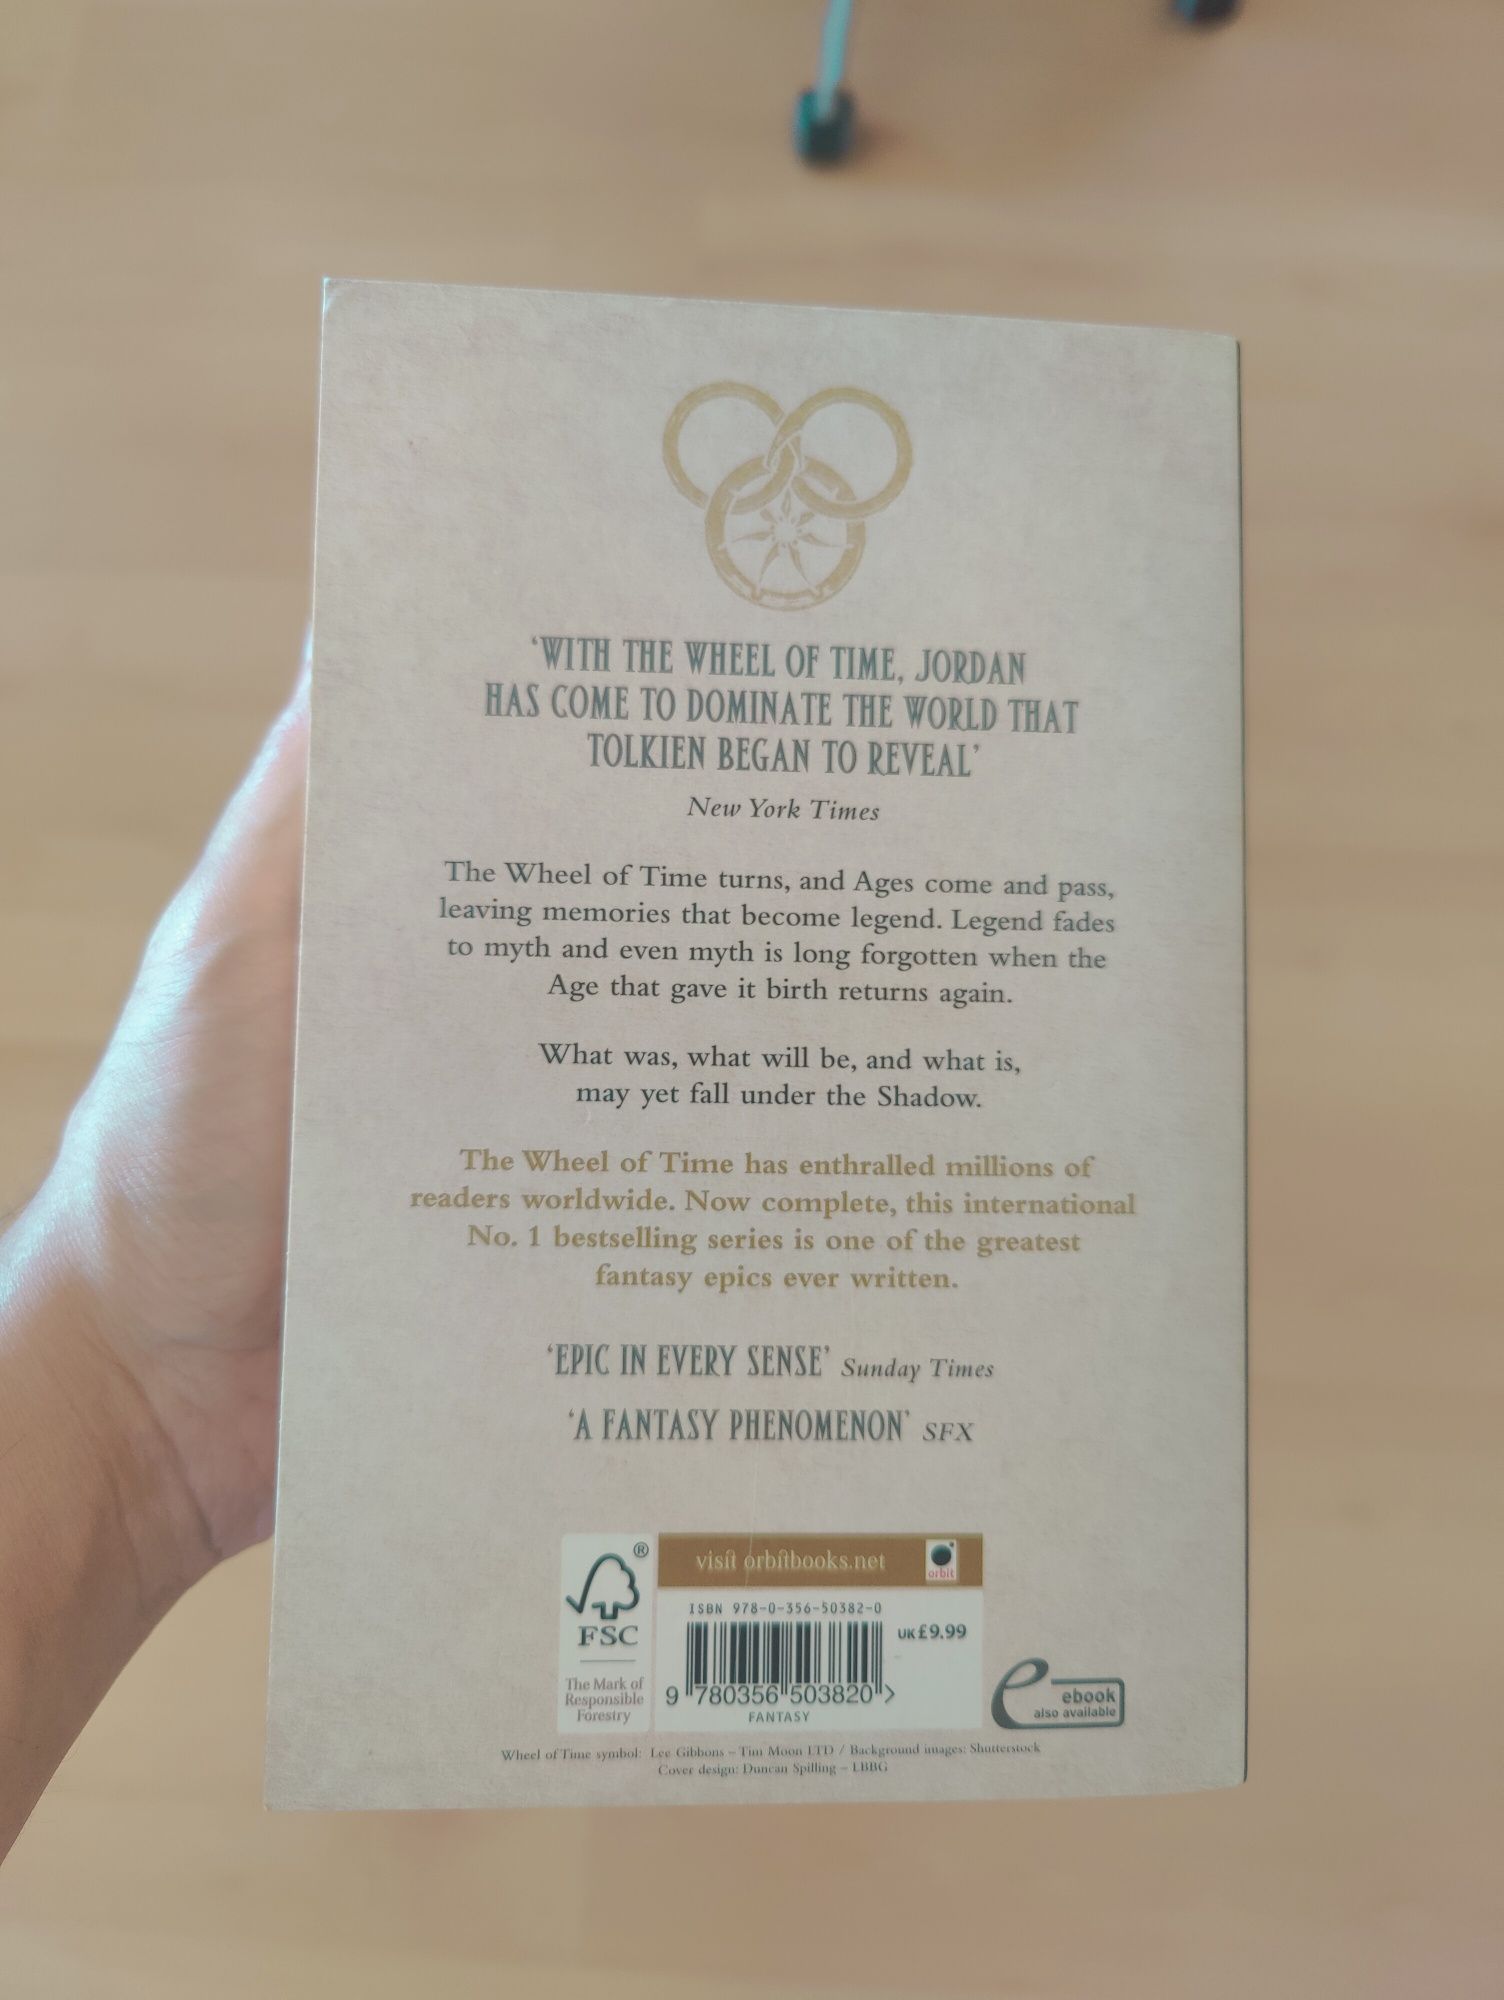 ‘WITH THE WHEEL OF TIME, JORDAN
HAS COME TO DOMINATE THE WORLD THAT
TOLKIEN BEGAN TO REVEAL’
New York Times
The Wheel of Time turns, and Ages come and pass,
leaving memories that become legend. Legend fades
to myth and even myth is long forgotten when the
Age that gave it birth returns again.
What was, what will be, and what is,
may yet fall under the Shadow.
The Wheel of Time has enthralled millions of
readers worldwide. Now complete, this international
No. 1 bestselling series is one of the greatest
fantasy epics ever written.
‘EPIC IN EVERY SENSE’ Sunday Times
‘A FANTASY PHENOMENON’ SFX
®
FSC
The Mark of
Responsible
Forestry
visit orbitbooks.net
orbit
ISBN 978-0-356-50382-0
UK£9.99
9 780356 503820 >
FANTASY
ebook
also available
Wheel of Time symbol: Lee Gibbons – Tin Moon LTD / Background images: Shutterstock
Cover design: Duncan Spilling – LBBG